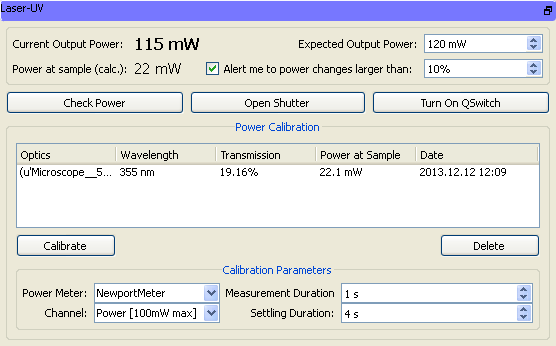 Laser-UV
Current Output Power: 115 mW Expected Output Power: 120 mW
Power at sample (calc.): 22 mW Alert me to power changes larger than: 10%
Check Power Open Shutter Turn On QSwitch
Power Calibration
Optics Wavelength Transmission Power at Sample Date
(u'Microscope__5... 355 nm 19.16% 22.1 mW 2013.12.12 12:09
Calibrate Delete
Calibration Parameters
Power Meter: NewportMeter Measurement Duration 1 s
Channel: Power [100mW max] Settling Duration: 4 s